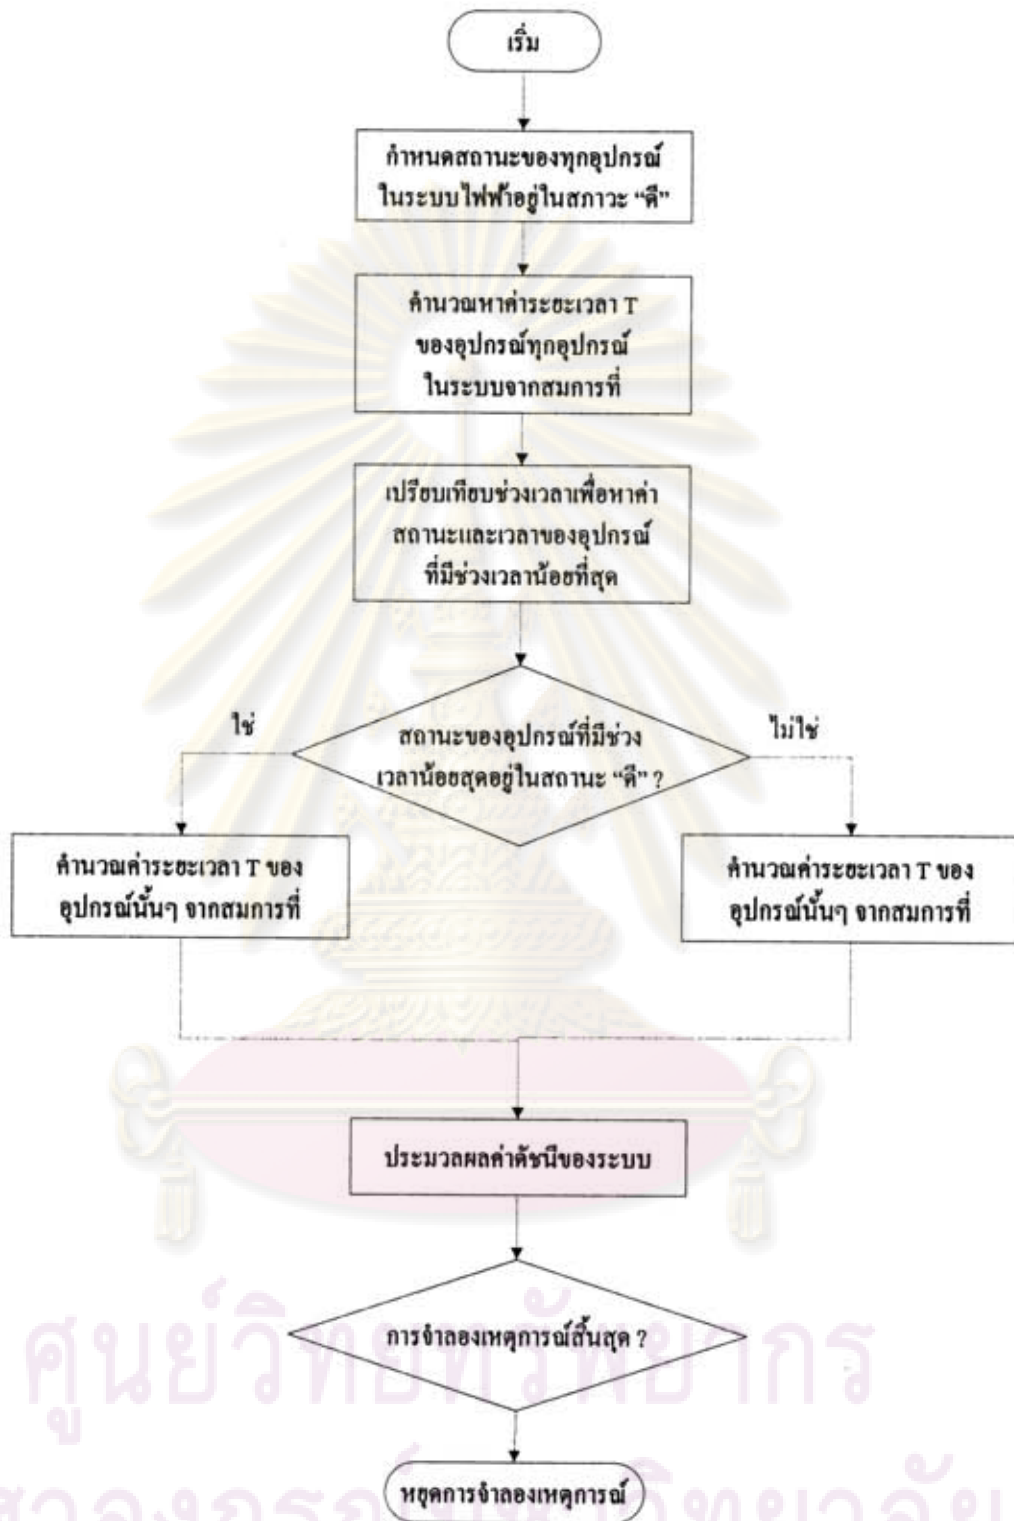 เริ่ม
กำหนดสถานะของทุกอุปกรณ์
ในระบบไฟฟ้าอยู่ในสภาวะ “ดี”
คำนวณหาค่าระยะเวลา T
ของอุปกรณ์ทุกอุปกรณ์
ในระบบจากสมการที่
เปรียบเทียบช่วงเวลาเพื่อหาค่า
สถานะและเวลาของอุปกรณ์
ที่มีช่วงเวลาน้อยที่สุด
สถานะของอุปกรณ์ที่มีช่วง
เวลาน้อยสุดอยู่ในสถานะ “ดี” ?
ใช่
ไม่ใช่
คำนวณค่าระยะเวลา T ของ
อุปกรณ์นั้นๆ จากสมการที่
คำนวณค่าระยะเวลา T ของ
อุปกรณ์นั้นๆ จากสมการที่
ประมวลผลค่าดัชนีของระบบ
การจำลองเหตุการณ์สิ้นสุด ?
หยุดการจำลองเหตุการณ์
ศูนย์วิทยทรัพยากร